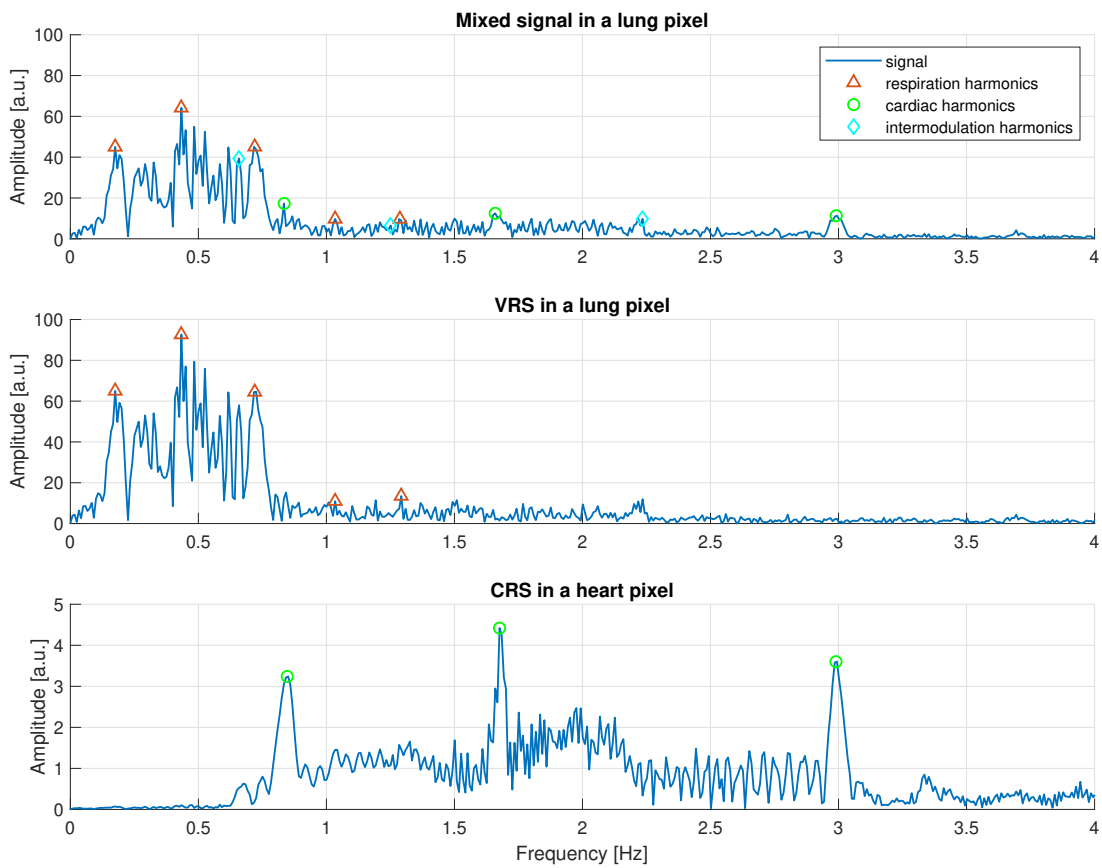 Mixed signal in a lung pixel
Amplitude [a.u.]
100
80
60
40
20
0
0 0.5 1 1.5 2 2.5 3 3.5 4
signal
respiration harmonics
cardiac harmonics
intermodulation harmonics
VRS in a lung pixel
Amplitude [a.u.]
100
80
60
40
20
0
0 0.5 1 1.5 2 2.5 3 3.5 4
CRS in a heart pixel
Amplitude [a.u.]
5
4
3
2
1
0
0 0.5 1 1.5 2 2.5 3 3.5 4
Frequency [Hz]